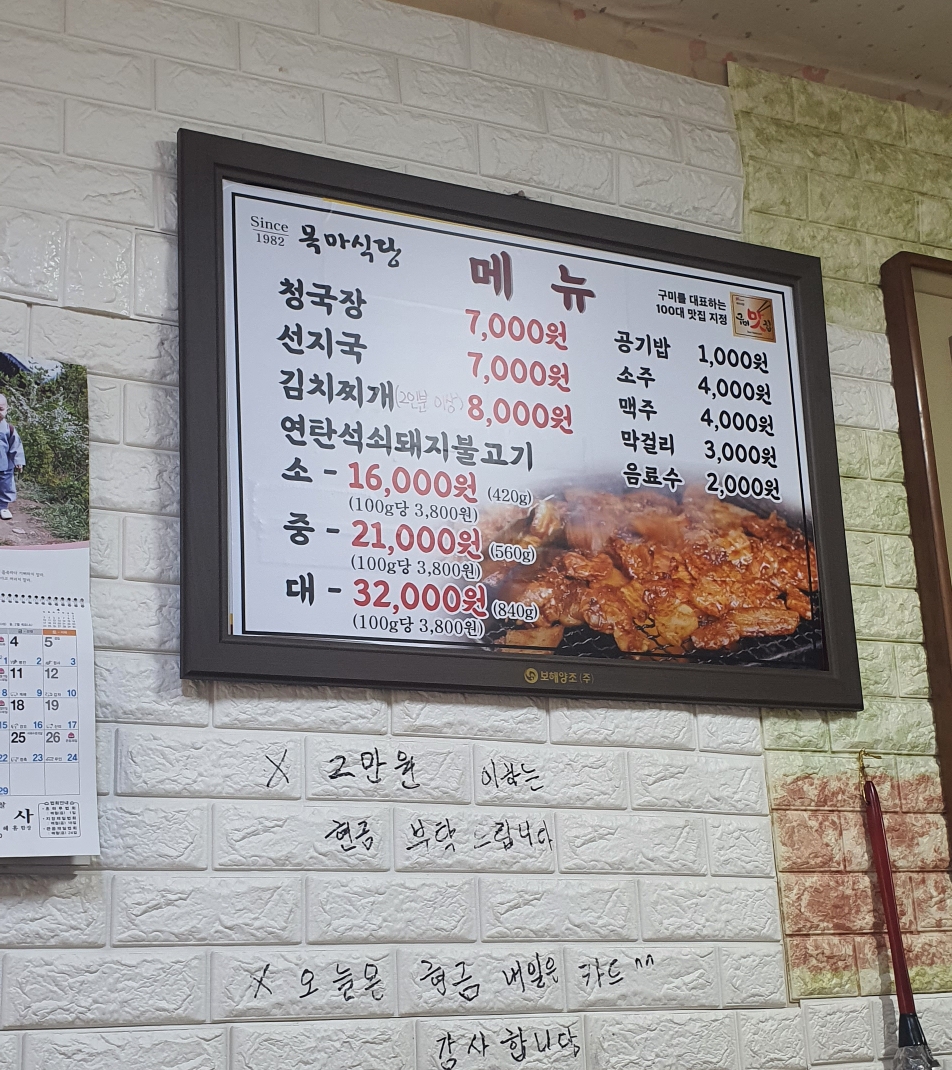 Since
1982
목마식당
메 뉴
구미를 대표하는
100대 맛집 지정
청국장 7,000원
선지국 7,000원
김치찌개(2인분 이상) 8,000원
연탄석쇠돼지불고기
소 - 16,000원 (420g)
(100g당 3,800원)
중 - 21,000원 (560g)
(100g당 3,800원)
대 - 32,000원 (840g)
(100g당 3,800원)
공기밥 1,000원
소주 4,000원
맥주 4,000원
막걸리 3,000원
음료수 2,000원
보해양조(주)
X 2만원 이하는
현금 부탁 드립니다
X 오늘은 현금 내일은 카드^^
감사합니다
4 5
11 12
18 19
25 26
사